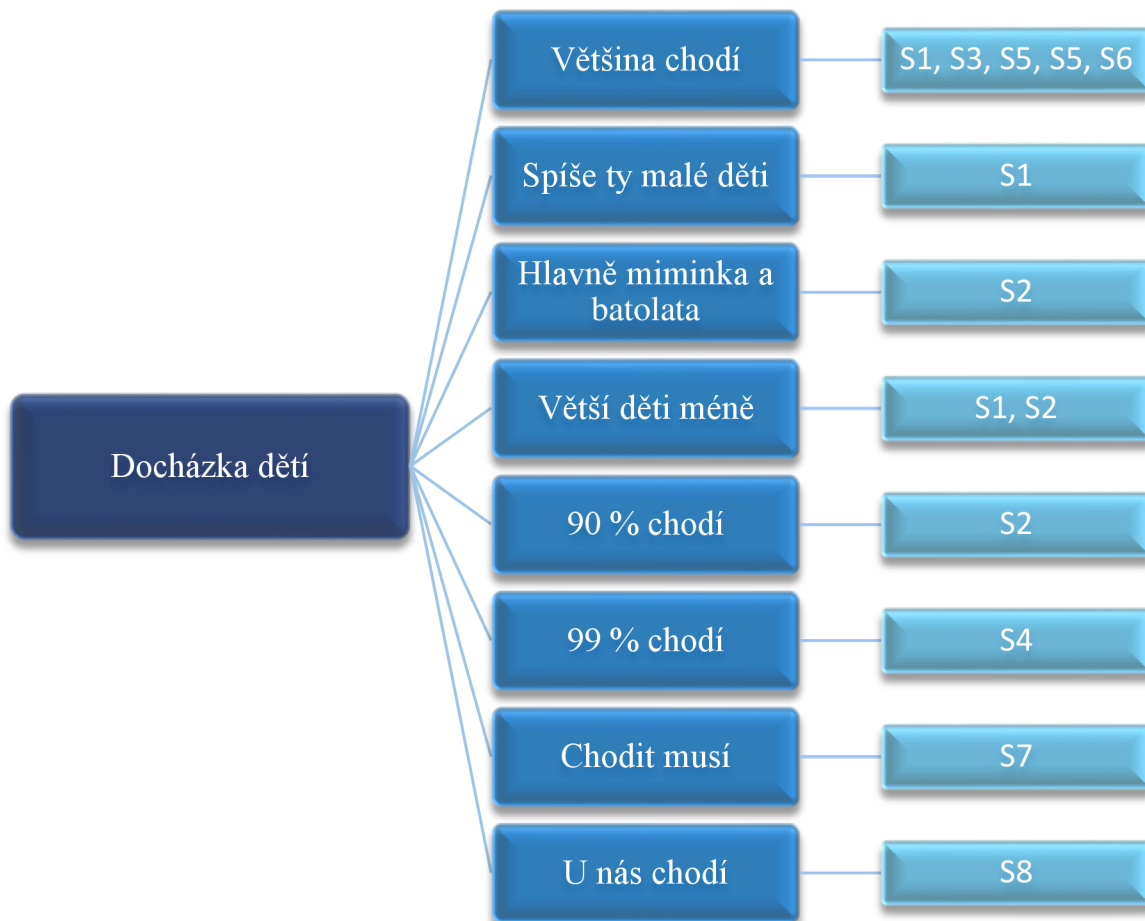 Docházka dětí
Většina chodí
S1, S3, S5, S5, S6
Spíše ty malé děti
S1
Hlavně miminka a
batolata
S2
Větší děti méně
S1, S2
90 % chodí
S2
99 % chodí
S4
Chodit musí
S7
U nás chodí
S8